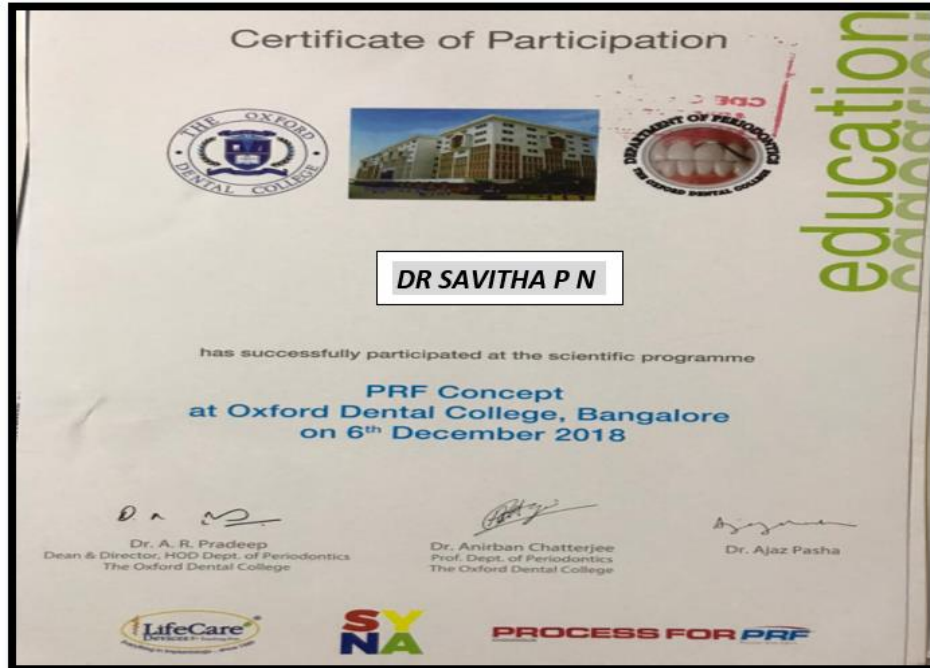 Certificate of Participation
THE OXFORD DENTAL COLLEGE
DEPARTMENT OF PERIODONTICS
THE OXFORD DENTAL COLLEGE
CDE
education
DR SAVITHA P N
has successfully participated at the scientific programme
PRF Concept
at Oxford Dental College, Bangalore
on 6th December 2018
Dr. A. R. Pradeep
Dean & Director, HOD Dept. of Periodontics
The Oxford Dental College
Dr. Anirban Chatterjee
Prof. Dept. of Periodontics
The Oxford Dental College
Dr. Ajaz Pasha
LifeCare
SYNA
PROCESS FOR PRF